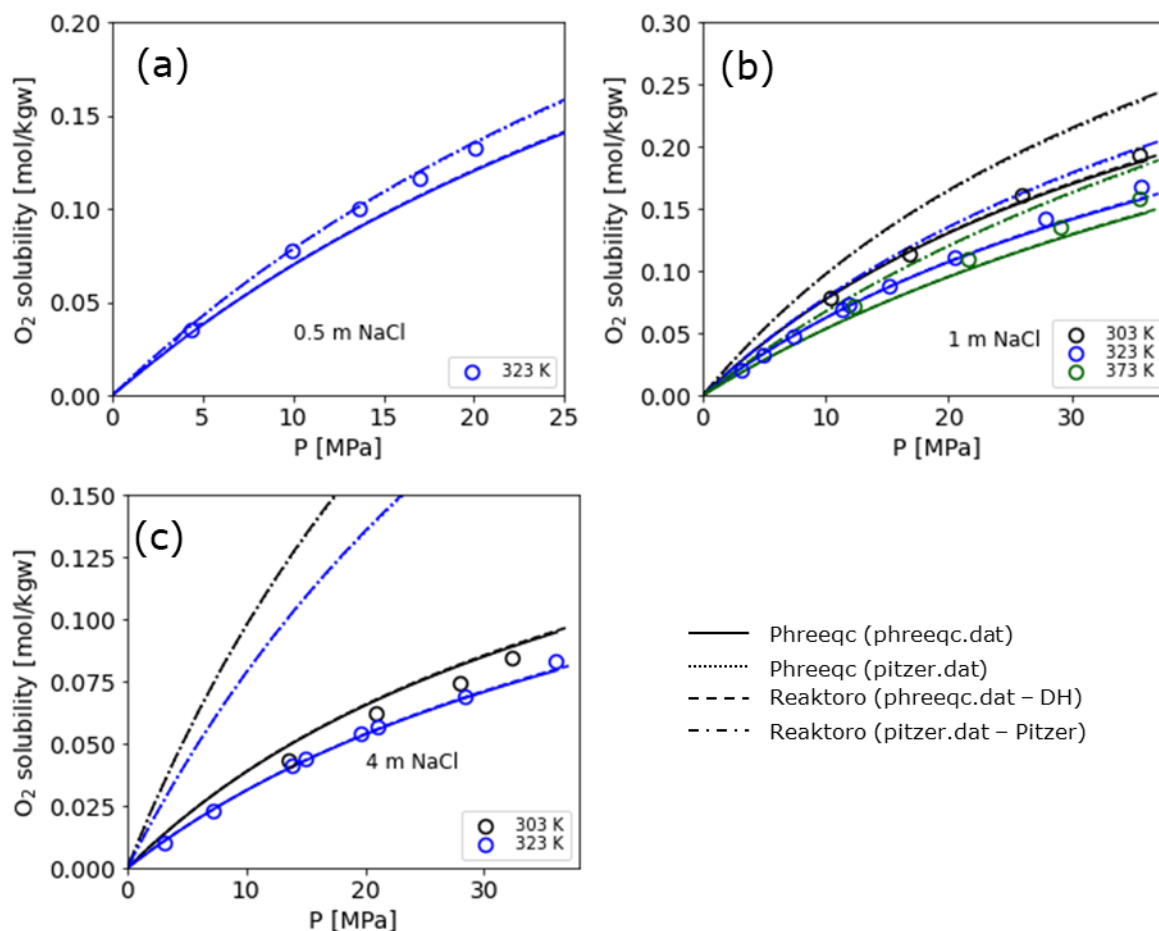 (a)
O₂ solubility [mol/kgw]
0.20
0.15
0.10
0.05
0.00
0.5 m NaCl
323 K
0 5 10 15 20 25
P [MPa]
(b)
O₂ solubility [mol/kgw]
0.30
0.25
0.20
0.15
0.10
0.05
0.00
1 m NaCl
303 K
323 K
373 K
0 10 20 30
P [MPa]
(c)
O₂ solubility [mol/kgw]
0.150
0.125
0.100
0.075
0.050
0.025
0.000
4 m NaCl
303 K
323 K
0 10 20 30
P [MPa]
Phreeqc (phreeqc.dat)
Phreeqc (pitzer.dat)
Reaktoro (phreeqc.dat – DH)
Reaktoro (pitzer.dat – Pitzer)